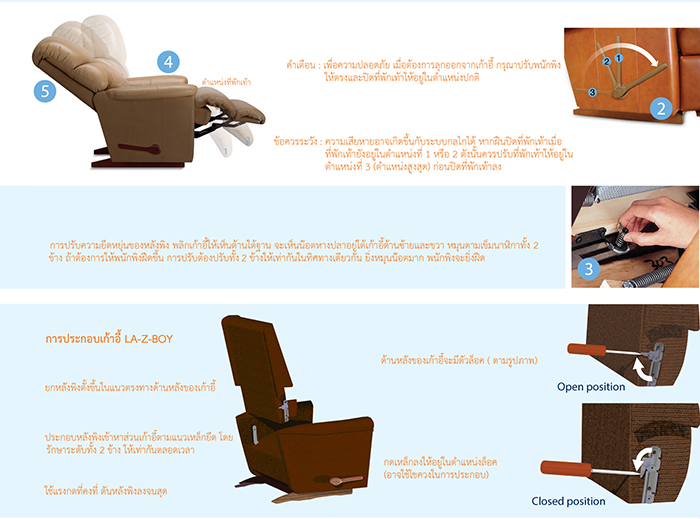 4
5
ตำแหน่งที่พักเท้า
1
คำเตือน : เพื่อความปลอดภัย เมื่อต้องการลุกออกจากเก้าอี้ กรุณาปรับพนักพิง
ให้ตรงและปิดที่พักเท้าให้อยู่ในตำแหน่งปกติ
1
2
3
2
ข้อควรระวัง : ความเสียหายอาจเกิดขึ้นกับระบบกลไกได้ หากฝืนปิดที่พักเท้าเมื่อ
ที่พักเท้ายังอยู่ในตำแหน่งที่ 1 หรือ 2 ดังนั้นควรปรับที่พักเท้าให้อยู่ใน
ตำแหน่งที่ 3 (ตำแหน่งสูงสุด) ก่อนปิดที่พักเท้าลง
การปรับความยืดหยุ่นของหลังพิง พลิกเก้าอี้ให้เห็นด้านใต้ฐาน จะเห็นน๊อตหางปลาอยู่ใต้เก้าอี้ด้านซ้ายและขวา หมุนตามเข็มนาฬิกาทั้ง 2
ข้าง ถ้าต้องการให้พนักพิงฝืดขึ้น การปรับต้องปรับทั้ง 2 ข้างให้เท่ากันในทิศทางเดียวกัน ยิ่งหมุนน๊อตมาก พนักพิงจะยิ่งฝืด
3
การประกอบเก้าอี้ LA-Z-BOY
ยกหลังพิงตั้งขึ้นในแนวตรงทางด้านหลังของเก้าอี้
ประกอบหลังพิงเข้าหาส่วนเก้าอี้ตามแนวเหล็กยึด โดย
รักษาระดับทั้ง 2 ข้าง ให้เท่ากันตลอดเวลา
ใช้แรงกดที่คงที่ ดันหลังพิงลงจนสุด
ด้านหลังของเก้าอี้จะมีตัวล็อค ( ตามรูปภาพ)
Open position
กดเหล็กลงให้อยู่ในตำแหน่งล็อค
(อาจใช้ไขควงในการประกอบ)
Closed position